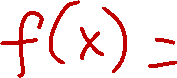 f(x) =